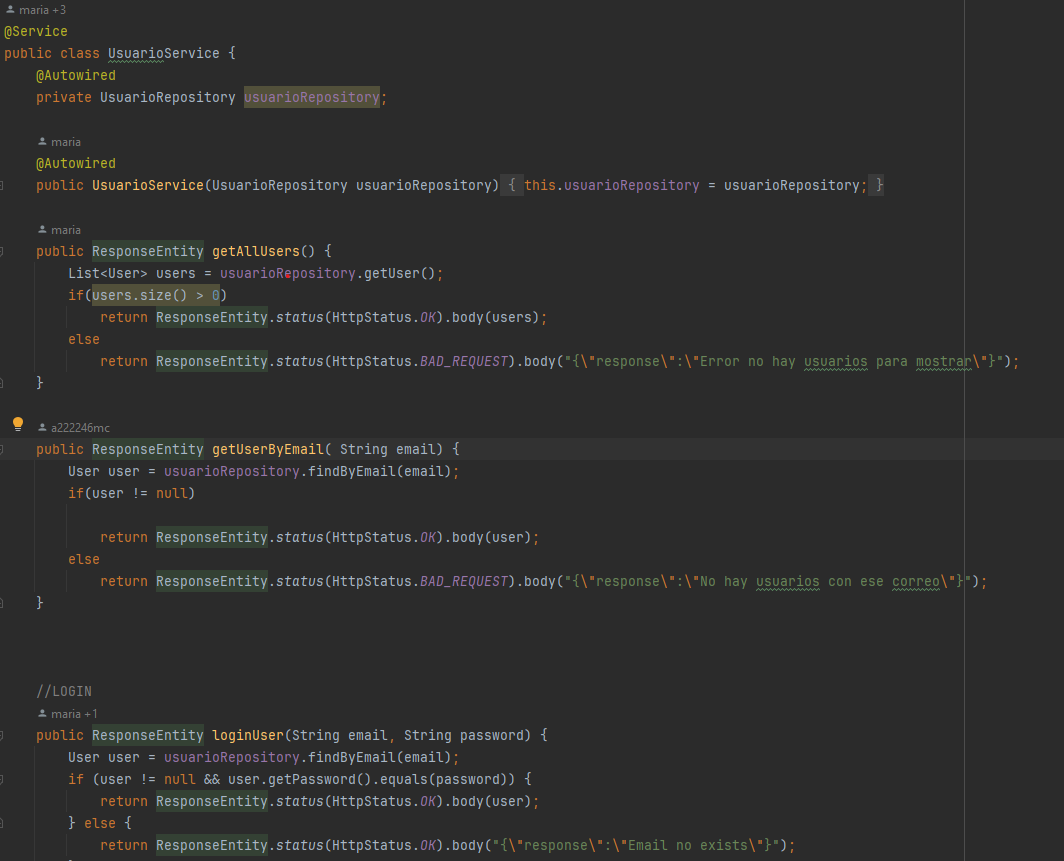 maria +3
@Service
public class UsuarioService {
@Autowired
private UsuarioRepository usuarioRepository;
maria
@Autowired
public UsuarioService(UsuarioRepository usuarioRepository) { this.usuarioRepository = usuarioRepository; }
maria
public ResponseEntity getAllUsers() {
List<User> users = usuarioRepository.getUser();
if(users.size() > 0)
return ResponseEntity.status(HttpStatus.OK).body(users);
else
return ResponseEntity.status(HttpStatus.BAD_REQUEST).body("{\"response\":\"Error no hay usuarios para mostrar\"}");
}
a222246mc
public ResponseEntity getUserByEmail( String email) {
User user = usuarioRepository.findByEmail(email);
if(user != null)
return ResponseEntity.status(HttpStatus.OK).body(user);
else
return ResponseEntity.status(HttpStatus.BAD_REQUEST).body("{\"response\":\"No hay usuarios con ese correo\"}");
}
//LOGIN
maria +1
public ResponseEntity loginUser(String email, String password) {
User user = usuarioRepository.findByEmail(email);
if (user != null && user.getPassword().equals(password)) {
return ResponseEntity.status(HttpStatus.OK).body(user);
} else {
return ResponseEntity.status(HttpStatus.OK).body("{\"response\":\"Email no exists\"}");